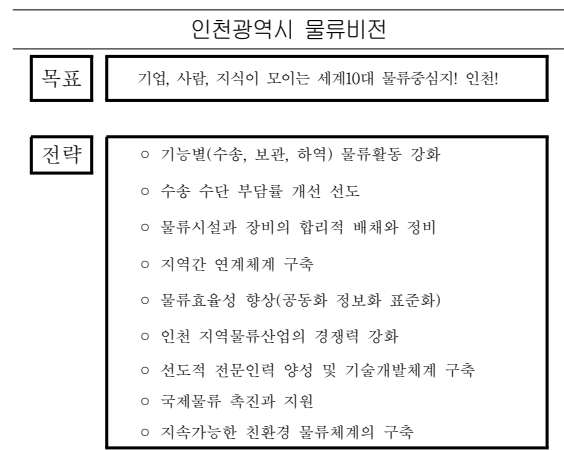 인천광역시 물류비전
목표
기업, 사람, 지식이 모이는 세계10대 물류중심지! 인천!
전략
○ 기능별(수송, 보관, 하역) 물류활동 강화
○ 수송 수단 부담률 개선 선도
○ 물류시설과 장비의 합리적 배채와 정비
○ 지역간 연계체계 구축
○ 물류효율성 향상(공동화 정보화 표준화)
○ 인천 지역물류산업의 경쟁력 강화
○ 선도적 전문인력 양성 및 기술개발체계 구축
○ 국제물류 촉진과 지원
○ 지속가능한 친환경 물류체계의 구축